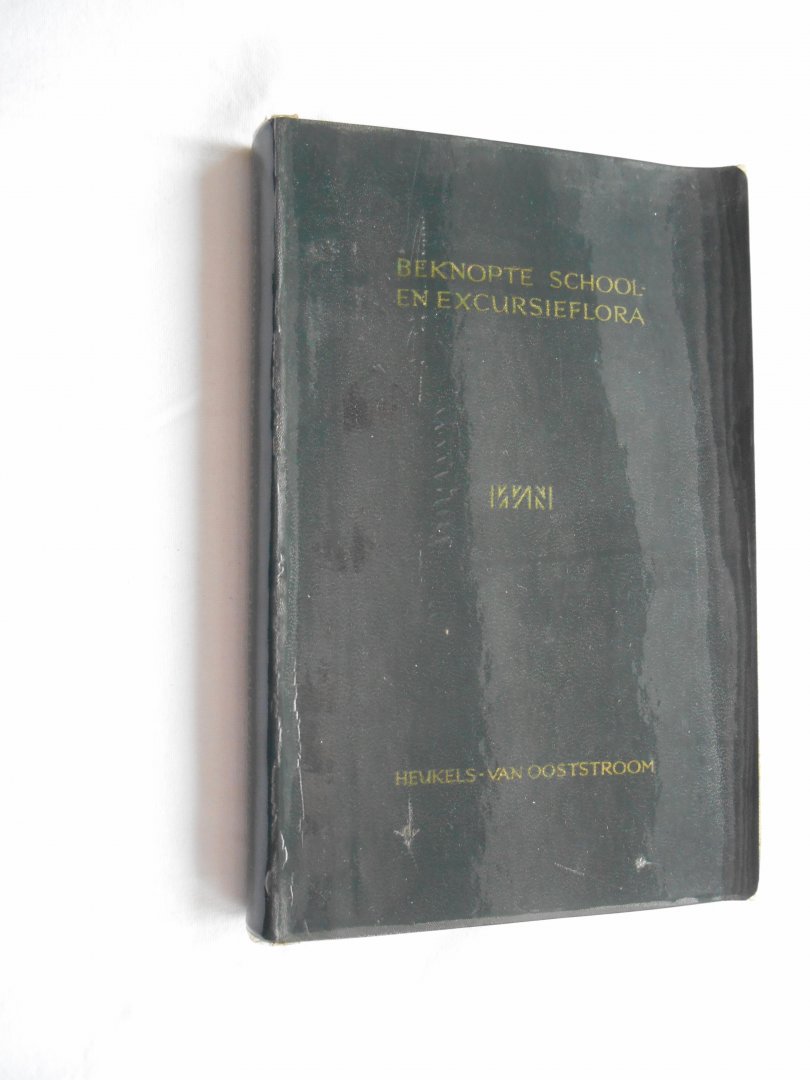 BEKNOPTE SCHOOL-
EN EXCURSIEFLORA
HEUKELS-VAN OOSTSTROOM